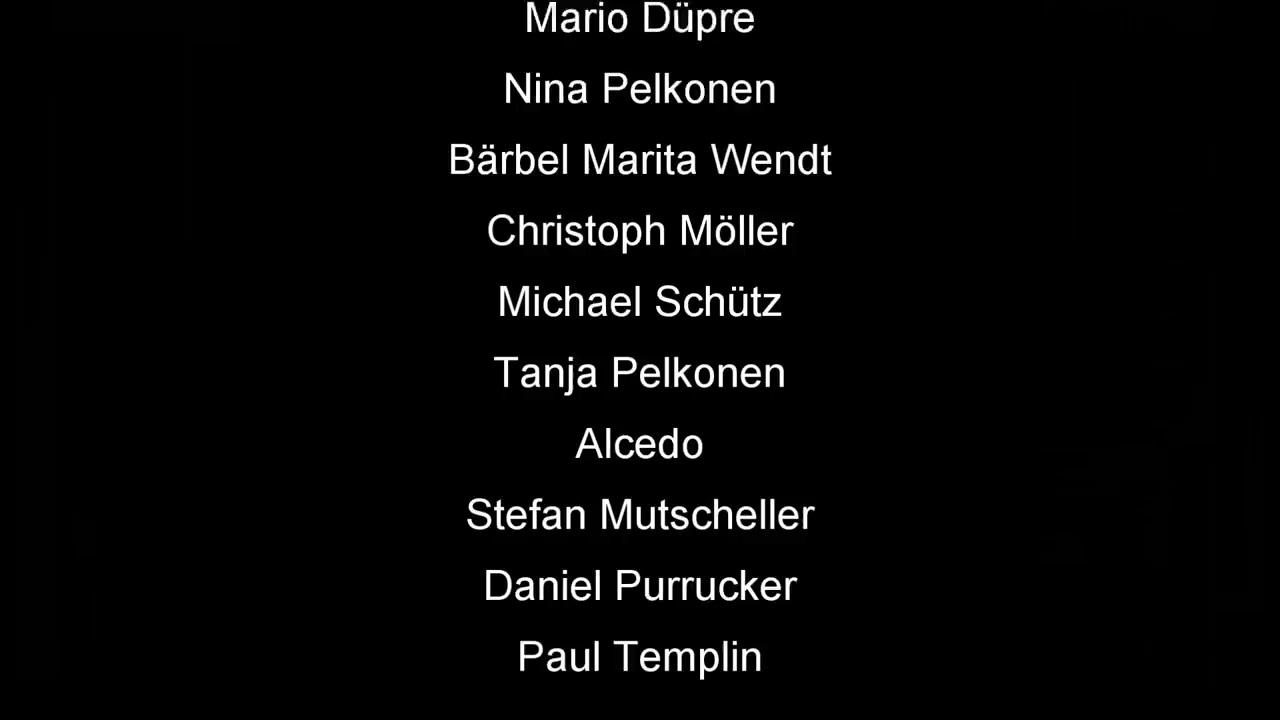 Mario Düpre
Nina Pelkonen
Bärbel Marita Wendt
Christoph Möller
Michael Schütz
Tanja Pelkonen
Alcedo
Stefan Mutscheller
Daniel Purrucker
Paul Templin